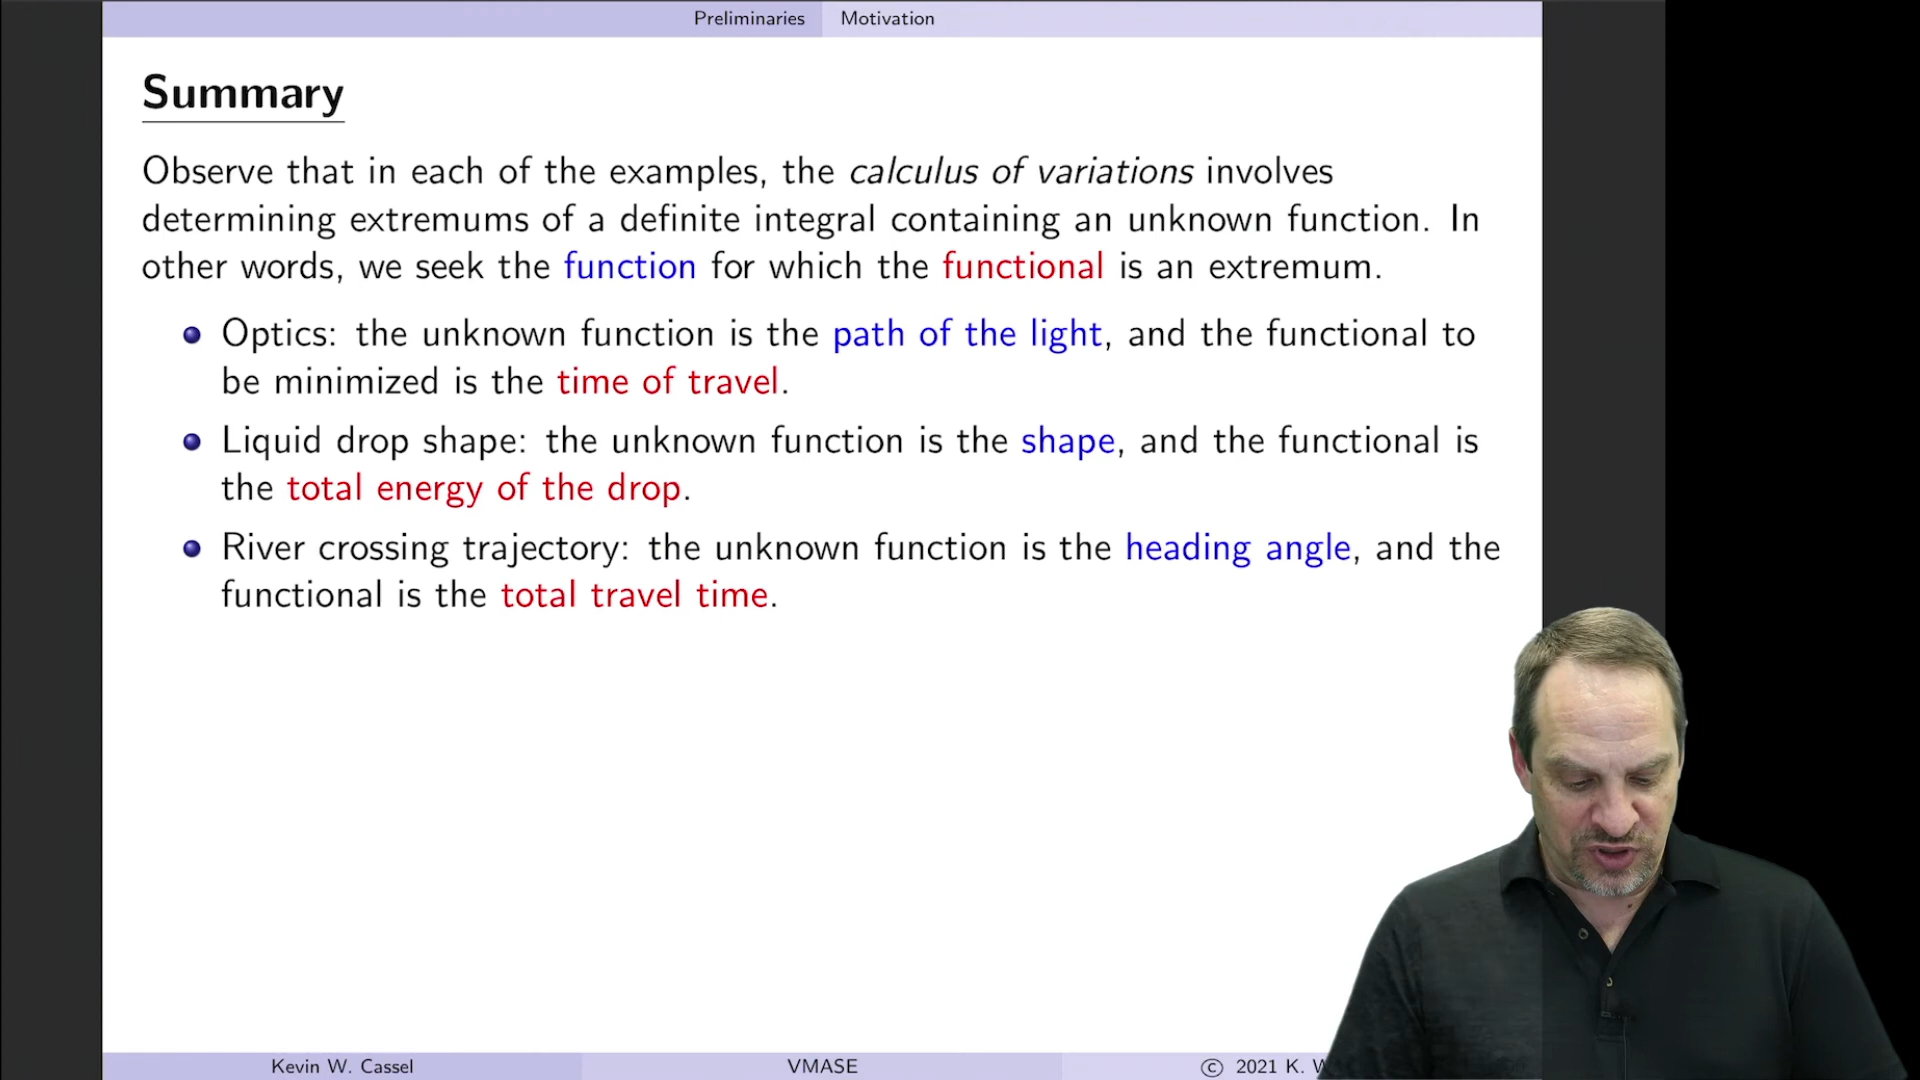 Preliminaries Motivation
Summary
Observe that in each of the examples, the calculus of variations involves
determining extremums of a definite integral containing an unknown function. In
other words, we seek the function for which the functional is an extremum.
Optics: the unknown function is the path of the light, and the functional to
be minimized is the time of travel.
Liquid drop shape: the unknown function is the shape, and the functional is
the total energy of the drop.
River crossing trajectory: the unknown function is the heading angle, and the
functional is the total travel time.
Kevin W. Cassel VMASE © 2021 K.